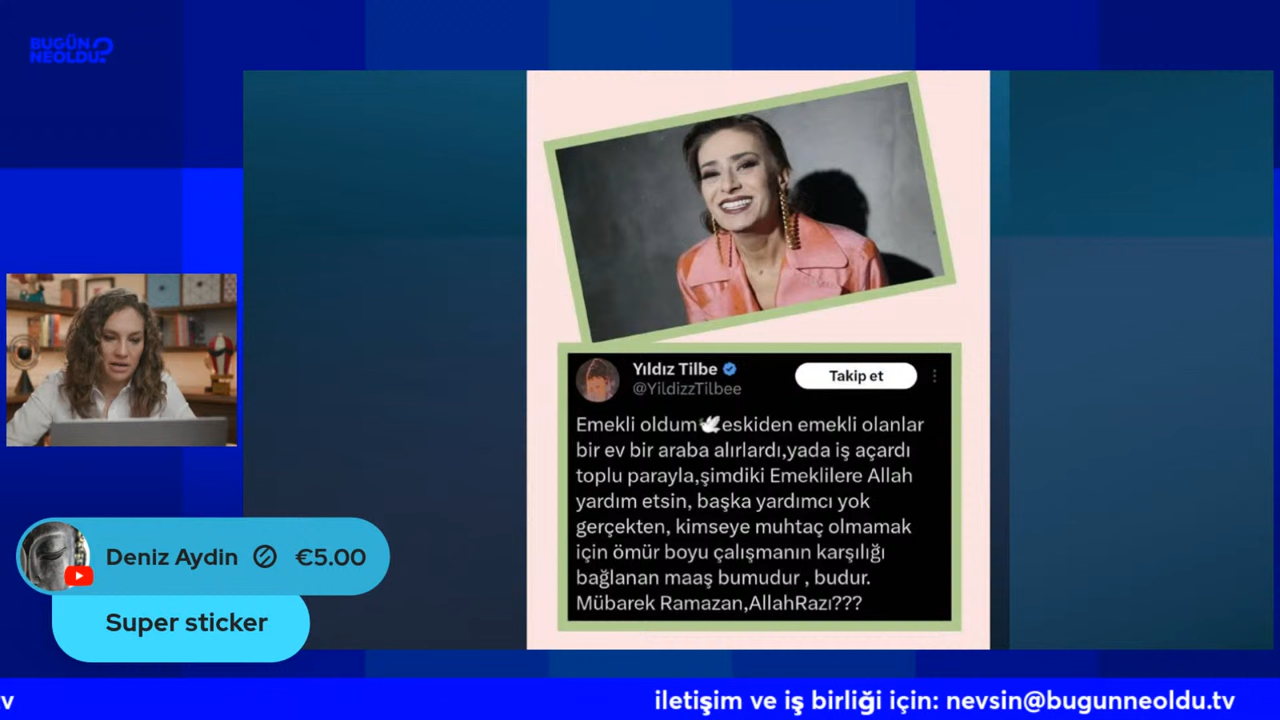 BUGÜN
NEOLDU?
Yıldız Tilbe
@YildizzTilbee
Takip et
Emekli oldum🕊️eskiden emekli olanlar
bir ev bir araba alırlardı,yada iş açardı
toplu parayla,şimdiki Emeklilere Allah
yardım etsin, başka yardımcı yok
gerçekten, kimseye muhtaç olmamak
için ömür boyu çalışmanın karşılığı
bağlanan maaş bumudur , budur.
Mübarek Ramazan,AllahRazı???
Deniz Aydin €5.00
Super sticker
tv
iletişim ve iş birliği için: nevsin@bugunneoldu.tv